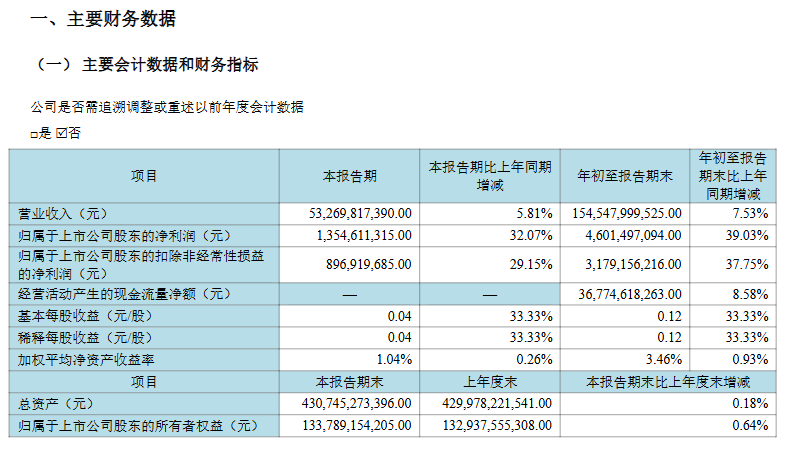 一、主要财务数据
（一） 主要会计数据和财务指标
公司是否需追溯调整或重述以前年度会计数据
□是 ☑否
项目 本报告期 本报告期比上年同期增减 年初至报告期末 年初至报告期末比上年同期增减
营业收入（元） 53,269,817,390.00 5.81% 154,547,999,525.00 7.53%
归属于上市公司股东的净利润（元） 1,354,611,315.00 32.07% 4,601,497,094.00 39.03%
归属于上市公司股东的扣除非经常性损益的净利润（元） 896,919,685.00 29.15% 3,179,156,216.00 37.75%
经营活动产生的现金流量净额（元） — — 36,774,618,263.00 8.58%
基本每股收益（元/股） 0.04 33.33% 0.12 33.33%
稀释每股收益（元/股） 0.04 33.33% 0.12 33.33%
加权平均净资产收益率 1.04% 0.26% 3.46% 0.93%
项目 本报告期末 上年度末 本报告期末比上年度末增减
总资产（元） 430,745,273,396.00 429,978,221,541.00 0.18%
归属于上市公司股东的所有者权益（元） 133,789,154,205.00 132,937,555,308.00 0.64%